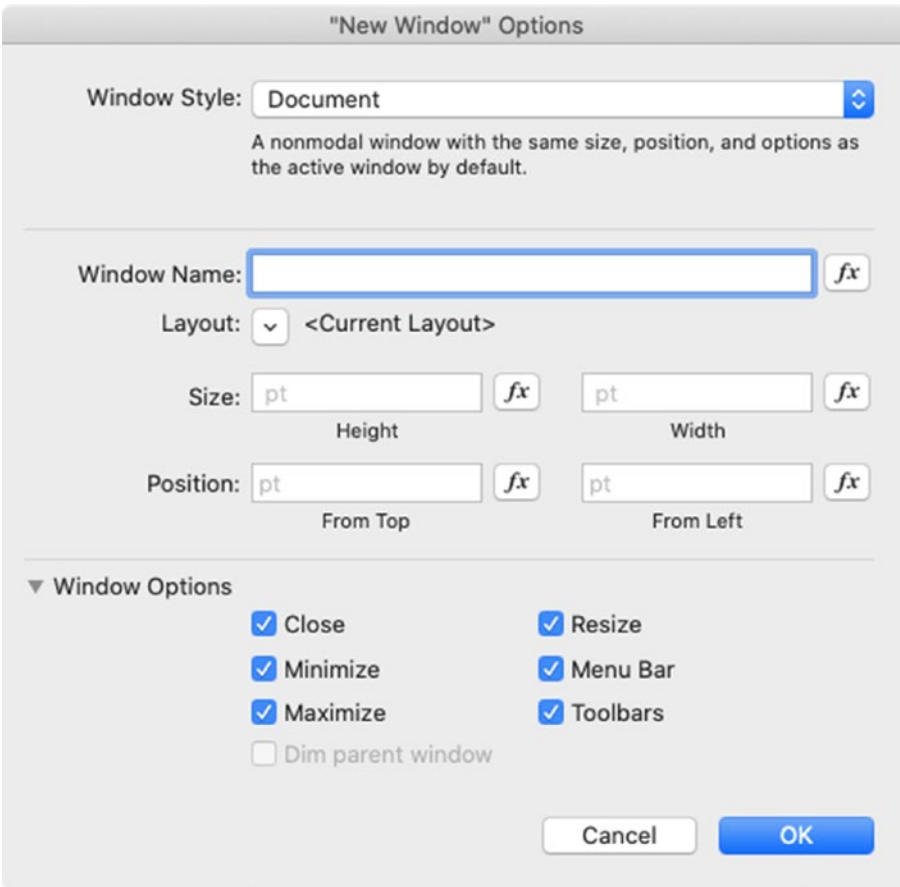 "New Window" Options
Window Style: Document
A nonmodal window with the same size, position, and options as
the active window by default.
Window Name: fx
Layout: <Current Layout>
Size: pt fx pt fx
Height Width
Position: pt fx pt fx
From Top From Left
Window Options
Close Resize
Minimize Menu Bar
Maximize Toolbars
Dim parent window
Cancel OK